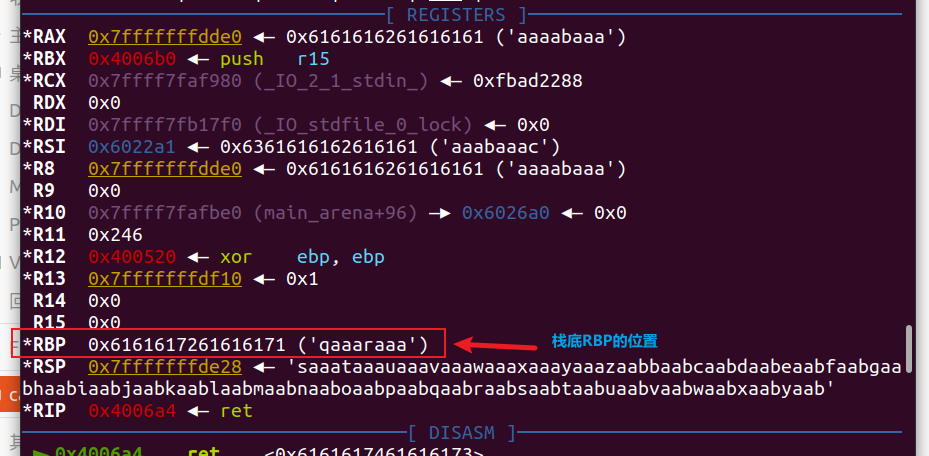 [ REGISTERS ]
*RAX 0x7fffffffdde0 ◂— 0x6161616261616161 ('aaaabaaa')
*RBX 0x4006b0 ◂— push r15
*RCX 0x7ffff7faf980 (_IO_2_1_stdin_) ◂— 0xfbad2288
RDX 0x0
*RDI 0x7ffff7fb17f0 (_IO_stdfile_0_lock) ◂— 0x0
*RSI 0x6022a1 ◂— 0x6361616162616161 ('aaabaaac')
*R8 0x7fffffffdde0 ◂— 0x6161616261616161 ('aaaabaaa')
R9 0x0
*R10 0x7ffff7fafbe0 (main_arena+96) —▸ 0x6026a0 ◂— 0x0
*R11 0x246
*R12 0x400520 ◂— xor ebp, ebp
*R13 0x7fffffffdf10 ◂— 0x1
R14 0x0
R15 0x0
*RBP 0x6161617261616171 ('qaaaraaa')
栈底RBP的位置
*RSP 0x7fffffffde28 ◂— 'saaataaauaaavaaawaaaxaaayaaazaabbaabcaabdaabeaabfaabgaa
bhaabiaabjaabkaablaabmaabnaaboaabpaabqaabraabsaabtaabuaabvaabwaabxaabyaab'
*RIP 0x4006a4 ◂— ret
[ DISASM ]
► 0x4006a4 ret <0x6161617461616173>